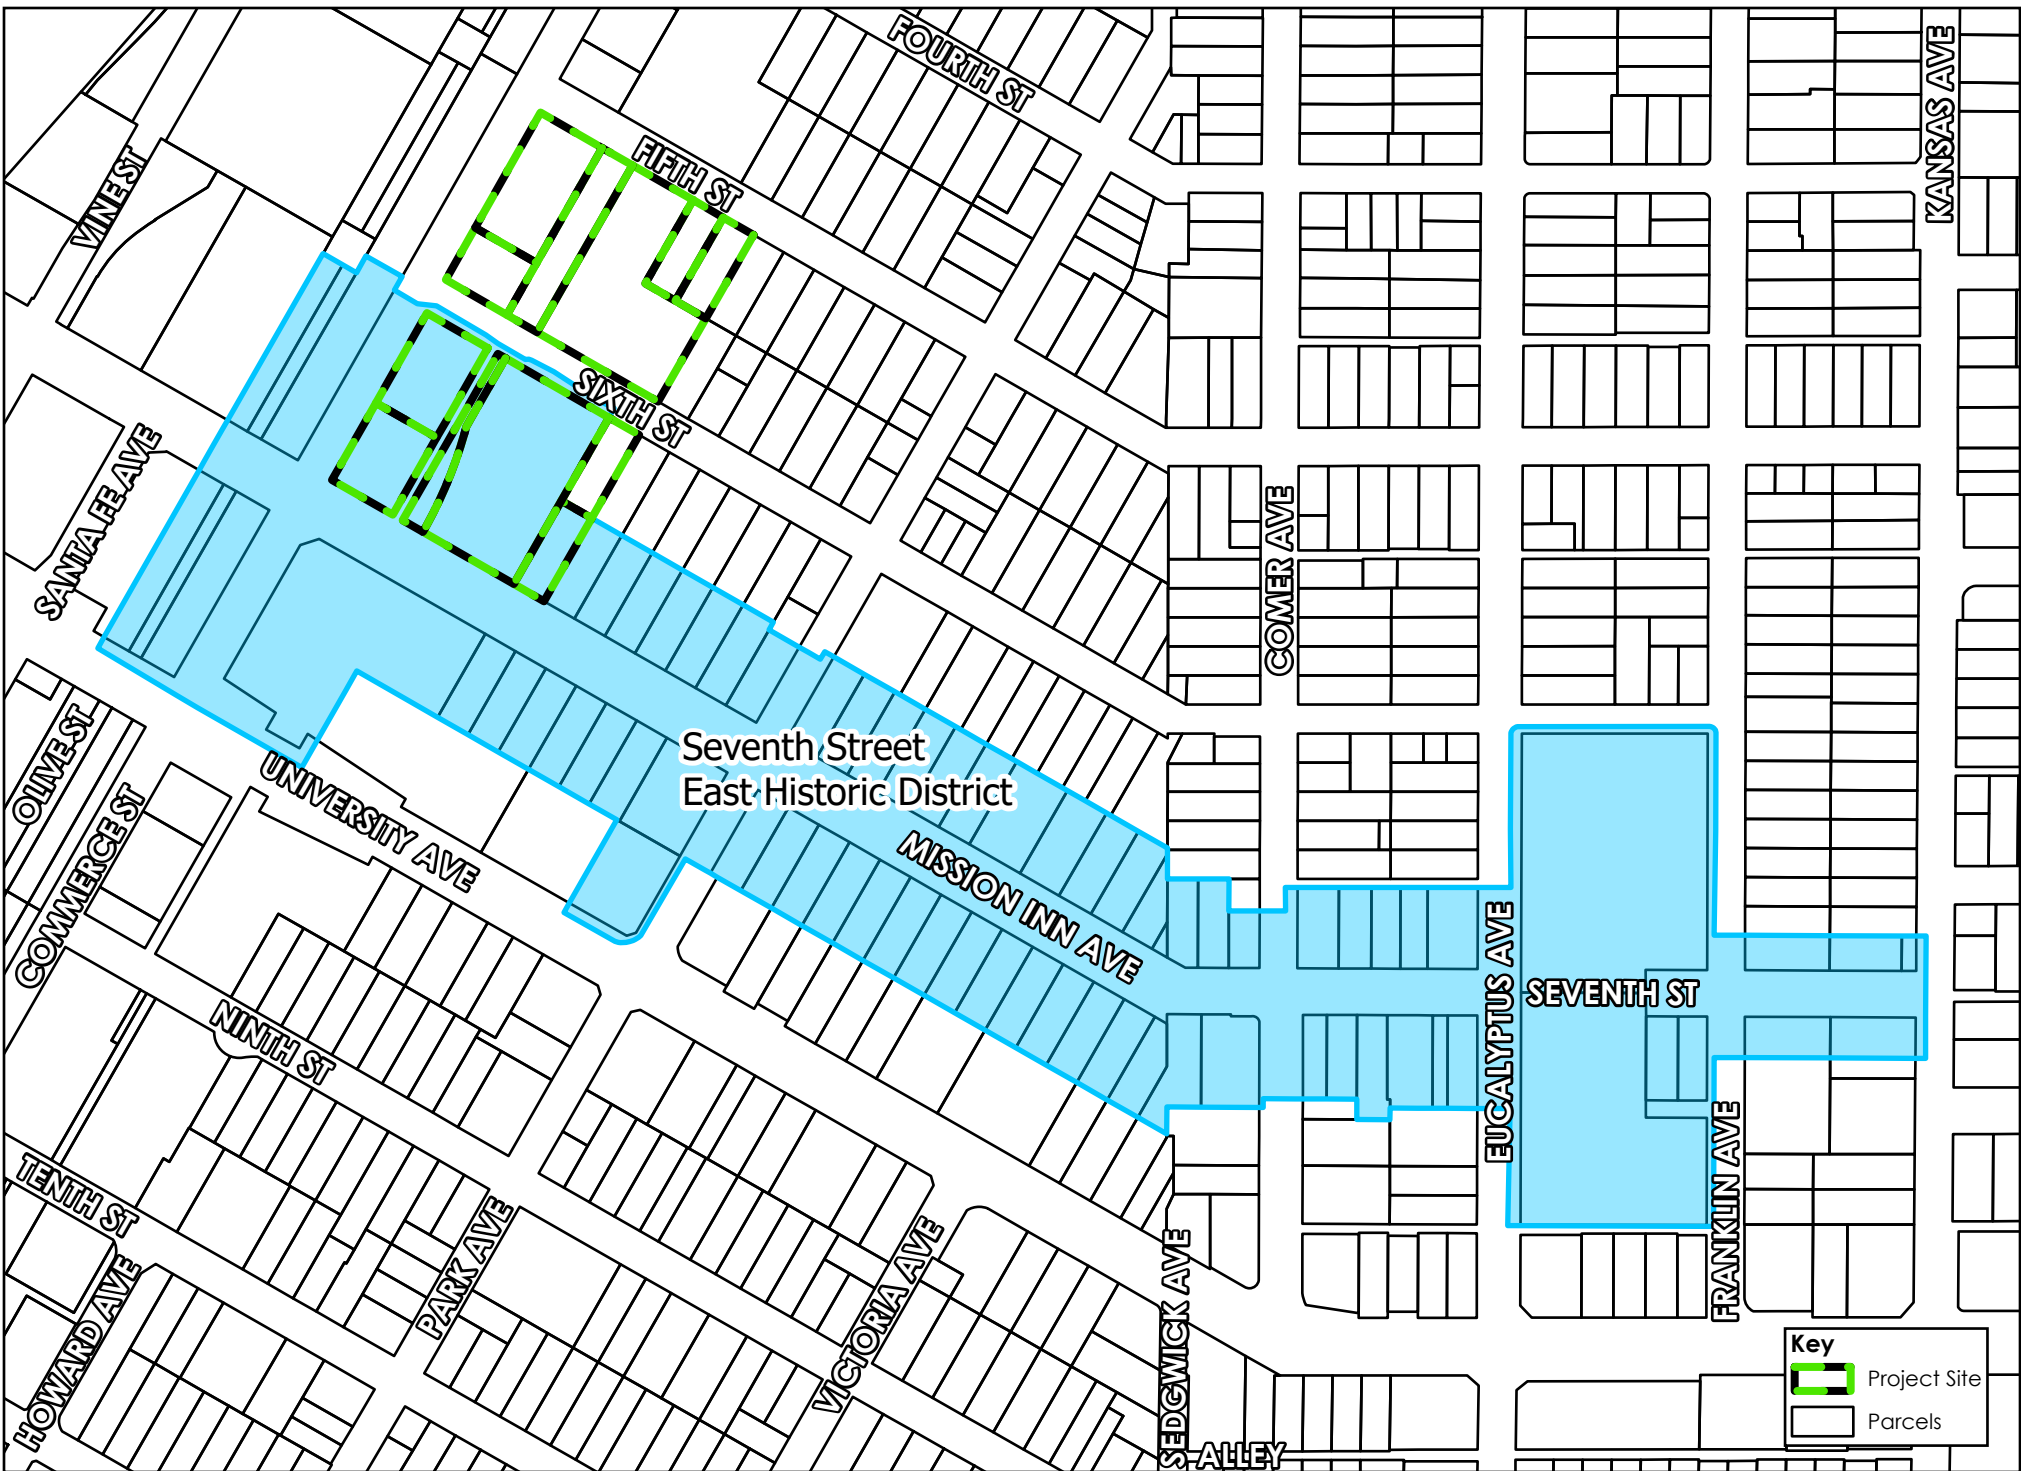 FOURTH ST
KANSAS AVE
FIFTH ST
VINE ST
SIXTH ST
SANTA FE AVE
COMER AVE
OLIVE ST
Seventh Street
East Historic District
UNIVERSITY AVE
COMMERCE ST
MISSION INN AVE
EUCALYPTUS AVE
SEVENTH ST
NINTH ST
TENTH ST
PARK AVE
FRANKLIN AVE
HOWARD AVE
VICTORIA AVE
SEDGWICK AVE
ALLEY
Key
Project Site
Parcels